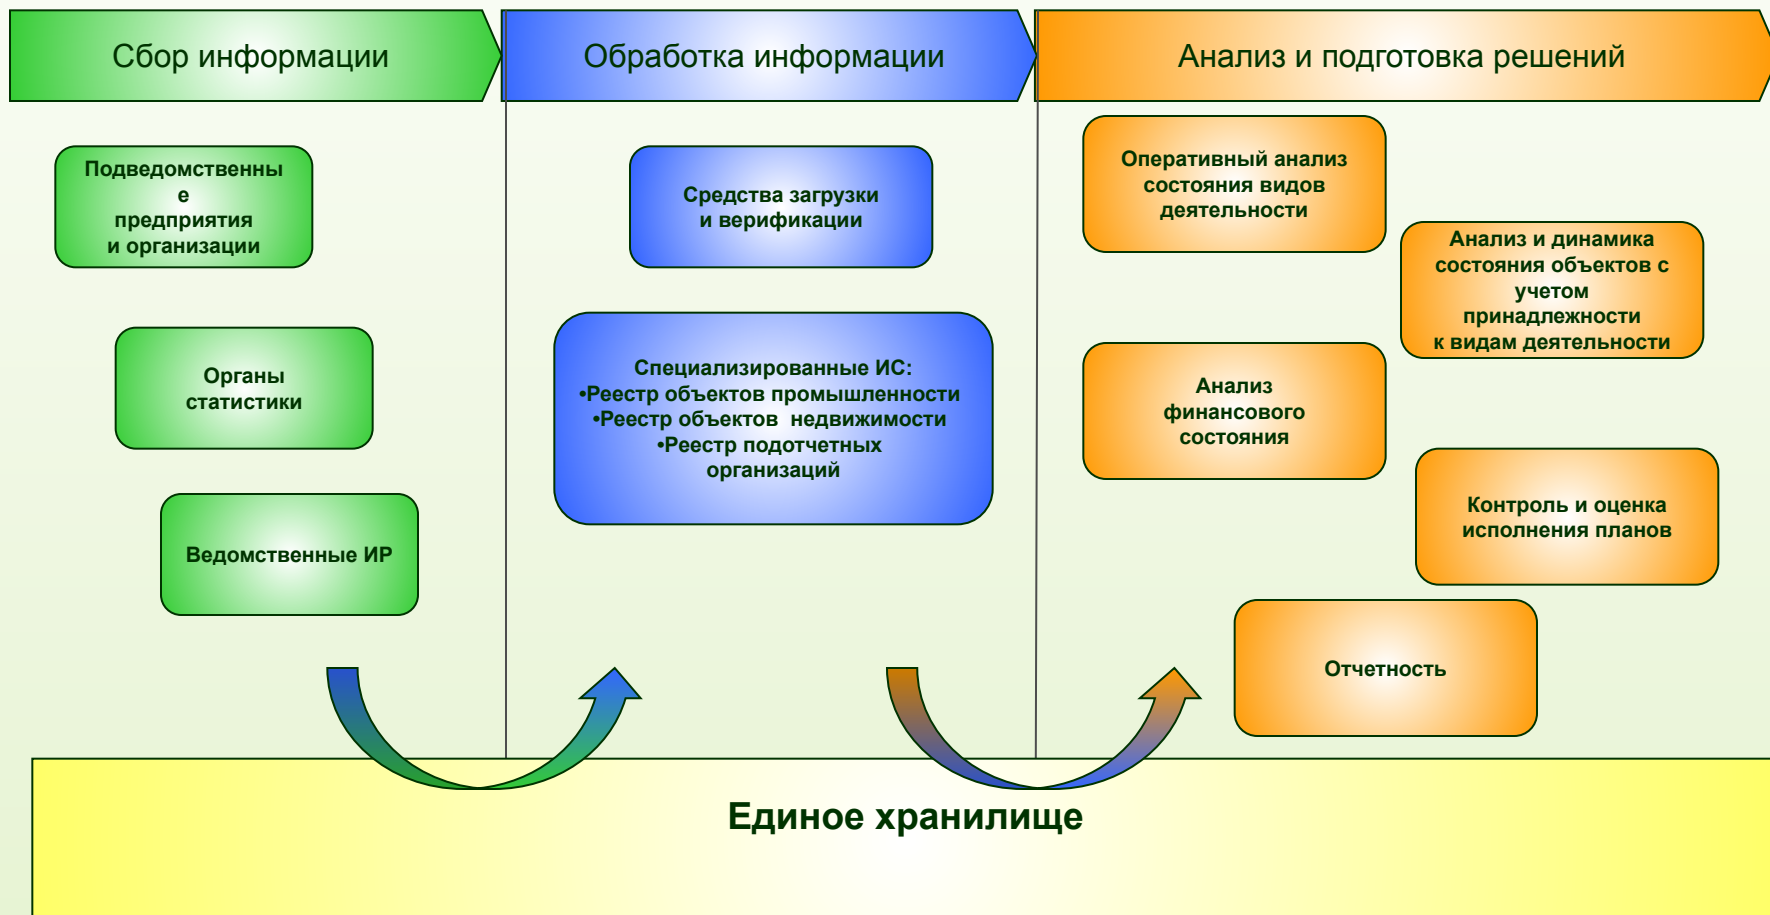 Сбор информации
Обработка информации
Анализ и подготовка решений
Подведомственны
е
предприятия
и организации
Органы
статистики
Ведомственные ИР
Средства загрузки
и верификации
Специализированные ИС:
•Реестр объектов промышленности
•Реестр объектов недвижимости
•Реестр подотчетных
организаций
Оперативный анализ
состояния видов
деятельности
Анализ и динамика
состояния объектов с
учетом
принадлежности
к видам деятельности
Анализ
финансового
состояния
Контроль и оценка
исполнения планов
Отчетность
Единое хранилище